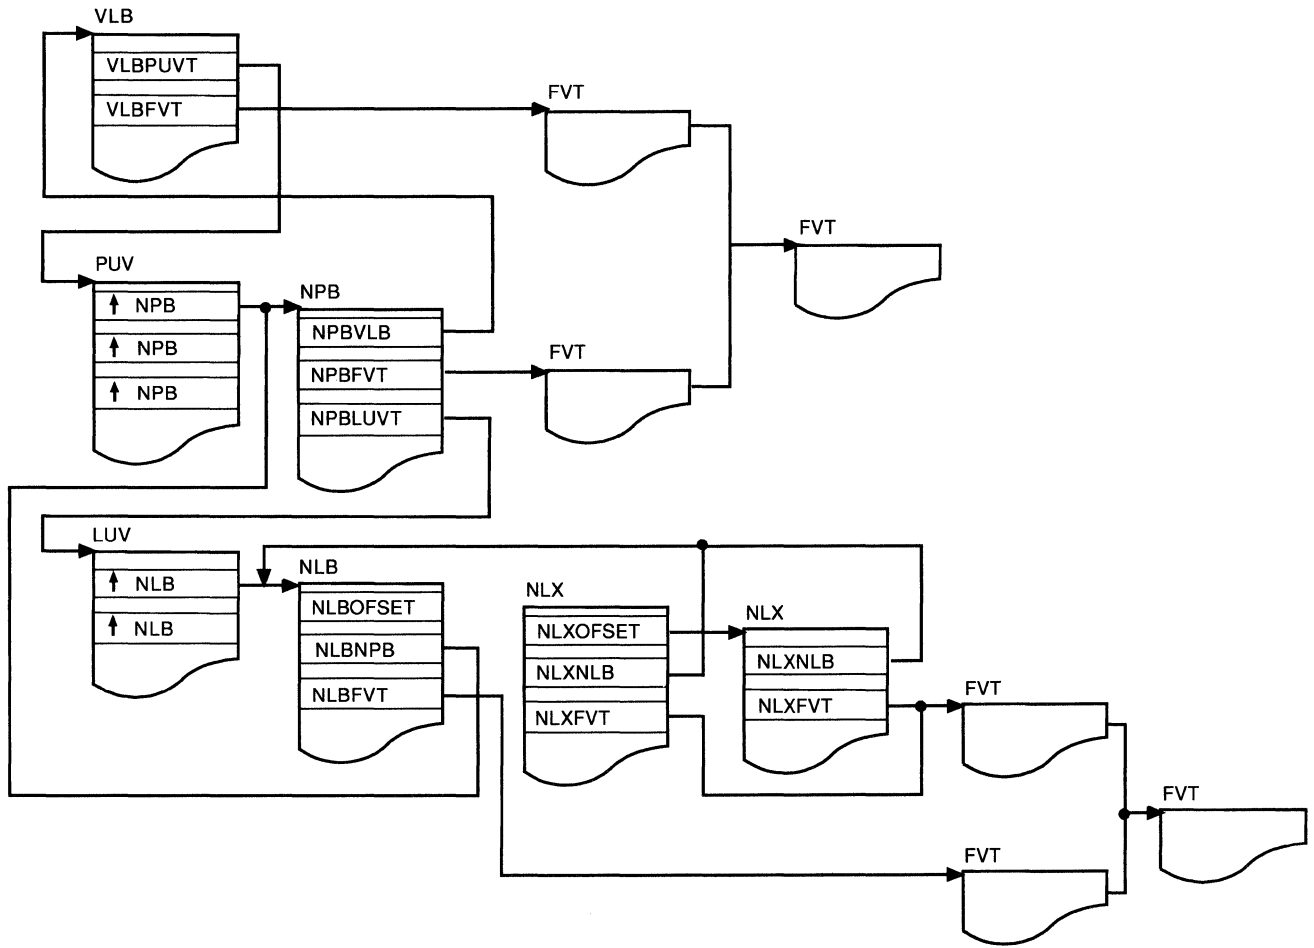 VLB
VLBPUVT
VLBFVT
FVT
FVT
PUV
NPB
NPB
NPB
NPB
NPBVLB
NPBFVT
NPBLUVT
FVT
LUV
NLB
NLB
NLB
NLBOFSET
NLBNPB
NLBFVT
NLX
NLXOFSET
NLXNLB
NLXFVT
NLX
NLXNLB
NLXFVT
FVT
FVT
FVT